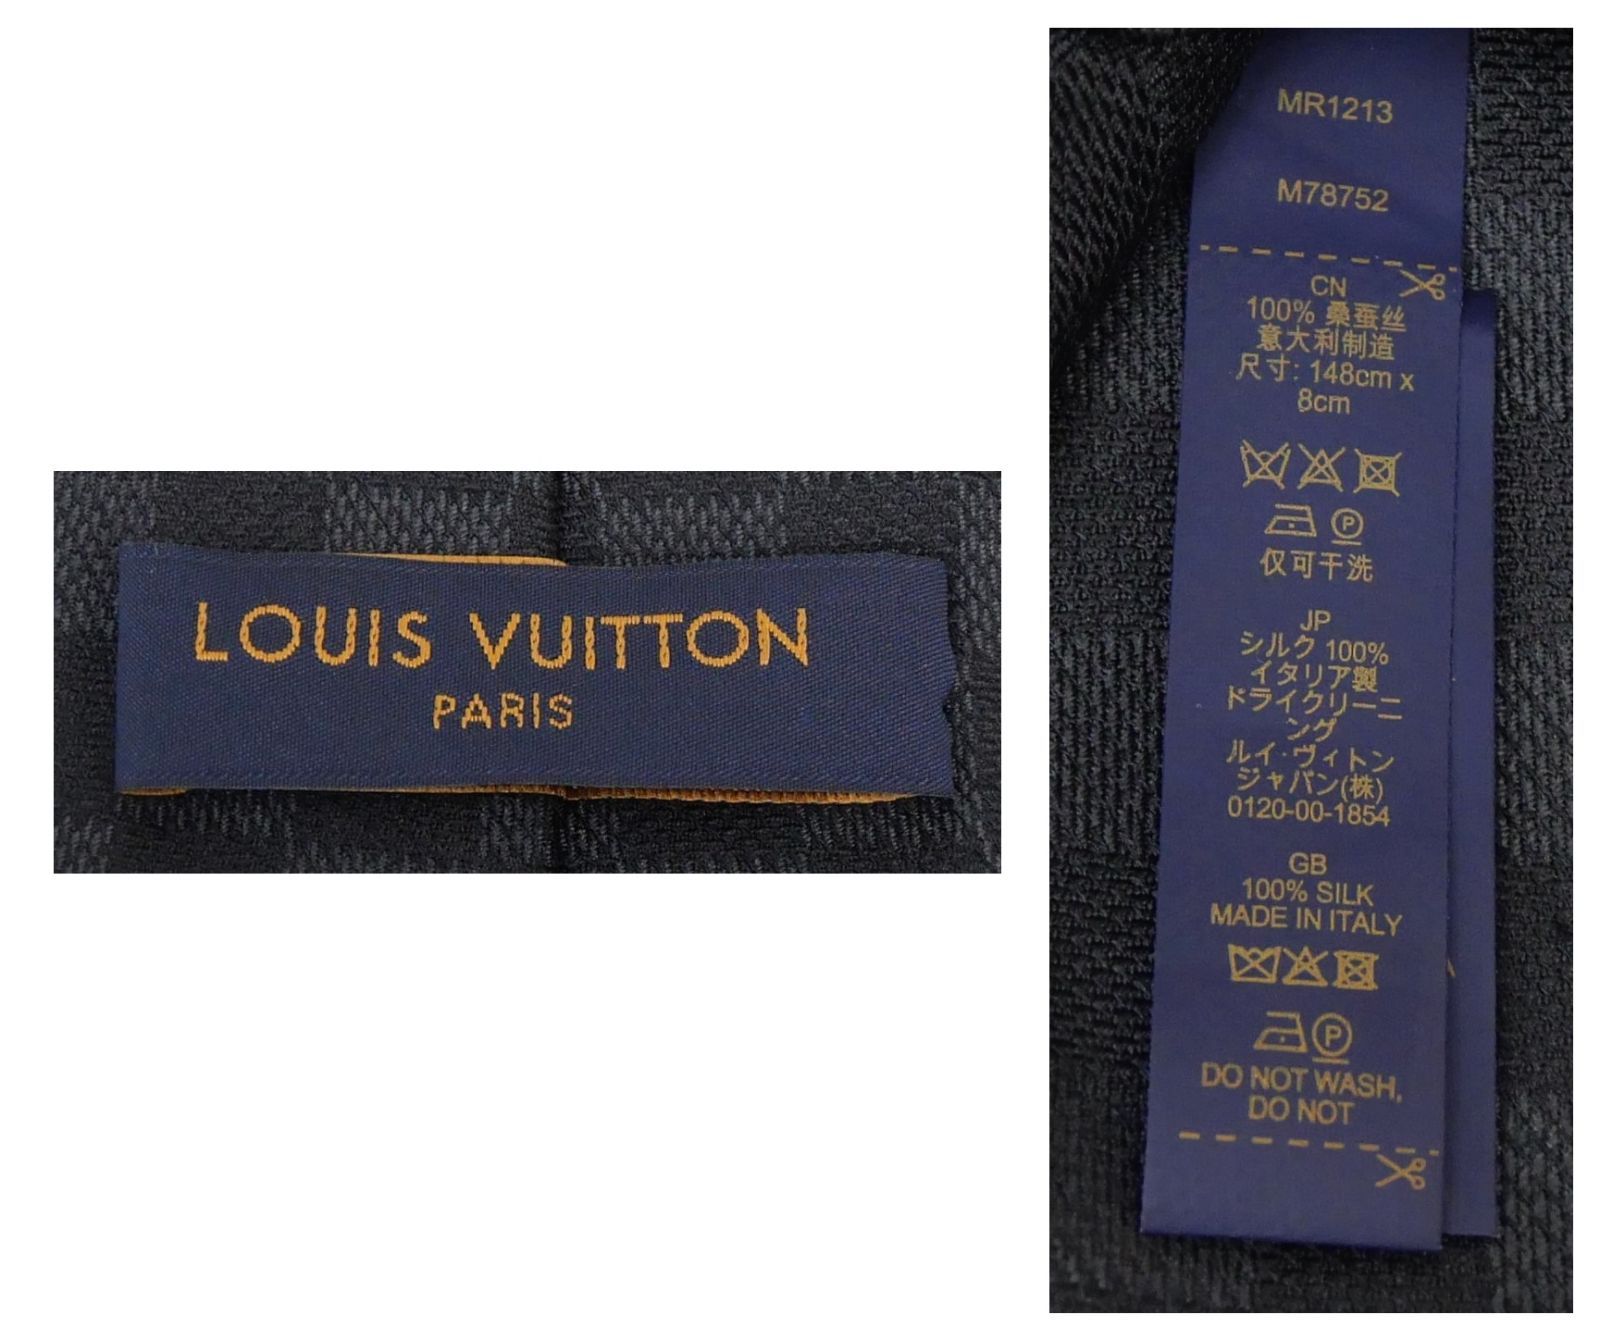 LOUIS VUITTON
PARIS
MR1213
M78752
CN
100% 桑蚕丝
意大利制造
尺寸: 148cm x
8cm
P
仅可干洗
JP
シルク 100%
イタリア製
ドライクリーニ
ング
ルイ・ヴィトン
ジャパン(株)
0120-00-1854
GB
100% SILK
MADE IN ITALY
P
DO NOT WASH,
DO NOT